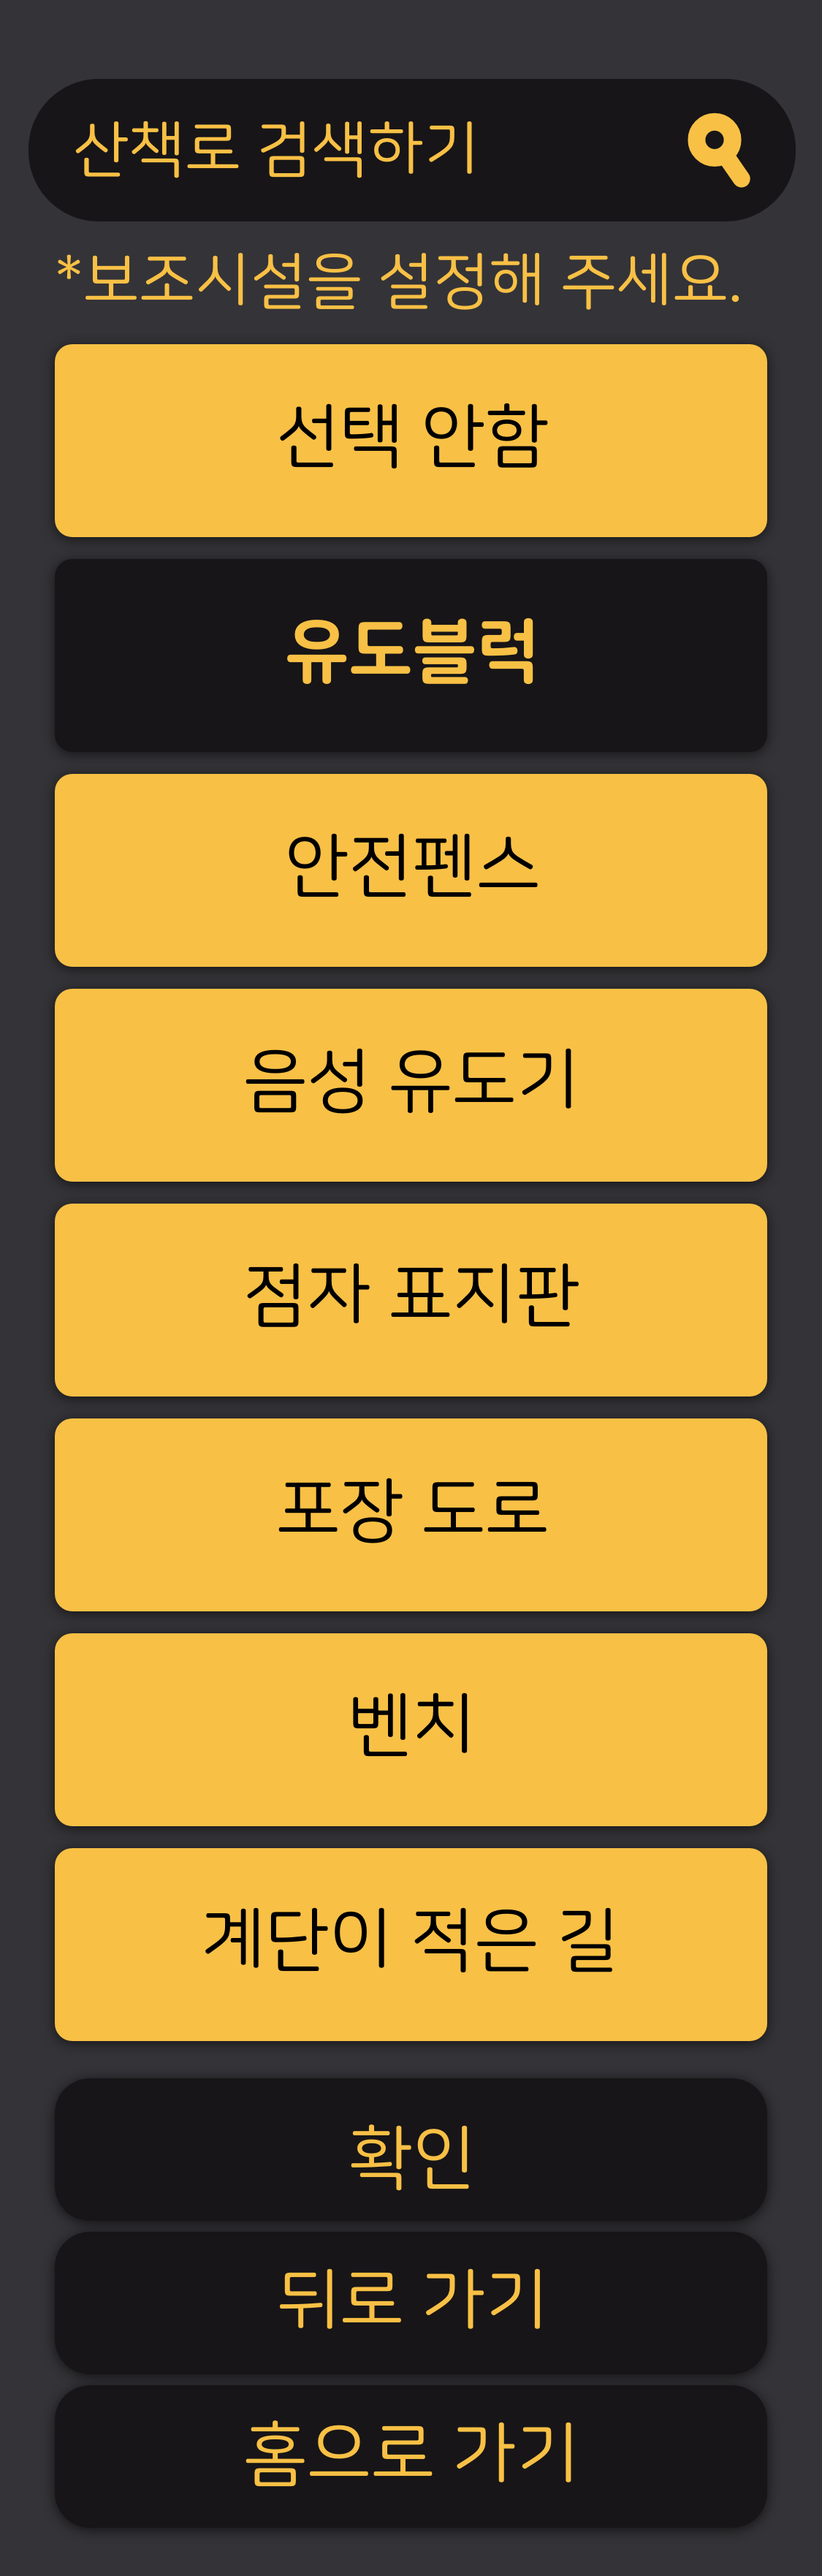 산책로 검색하기
*보조시설을 설정해 주세요.
선택 안함
유도블럭
안전펜스
음성 유도기
점자 표지판
포장 도로
벤치
계단이 적은 길
확인
뒤로 가기
홈으로 가기